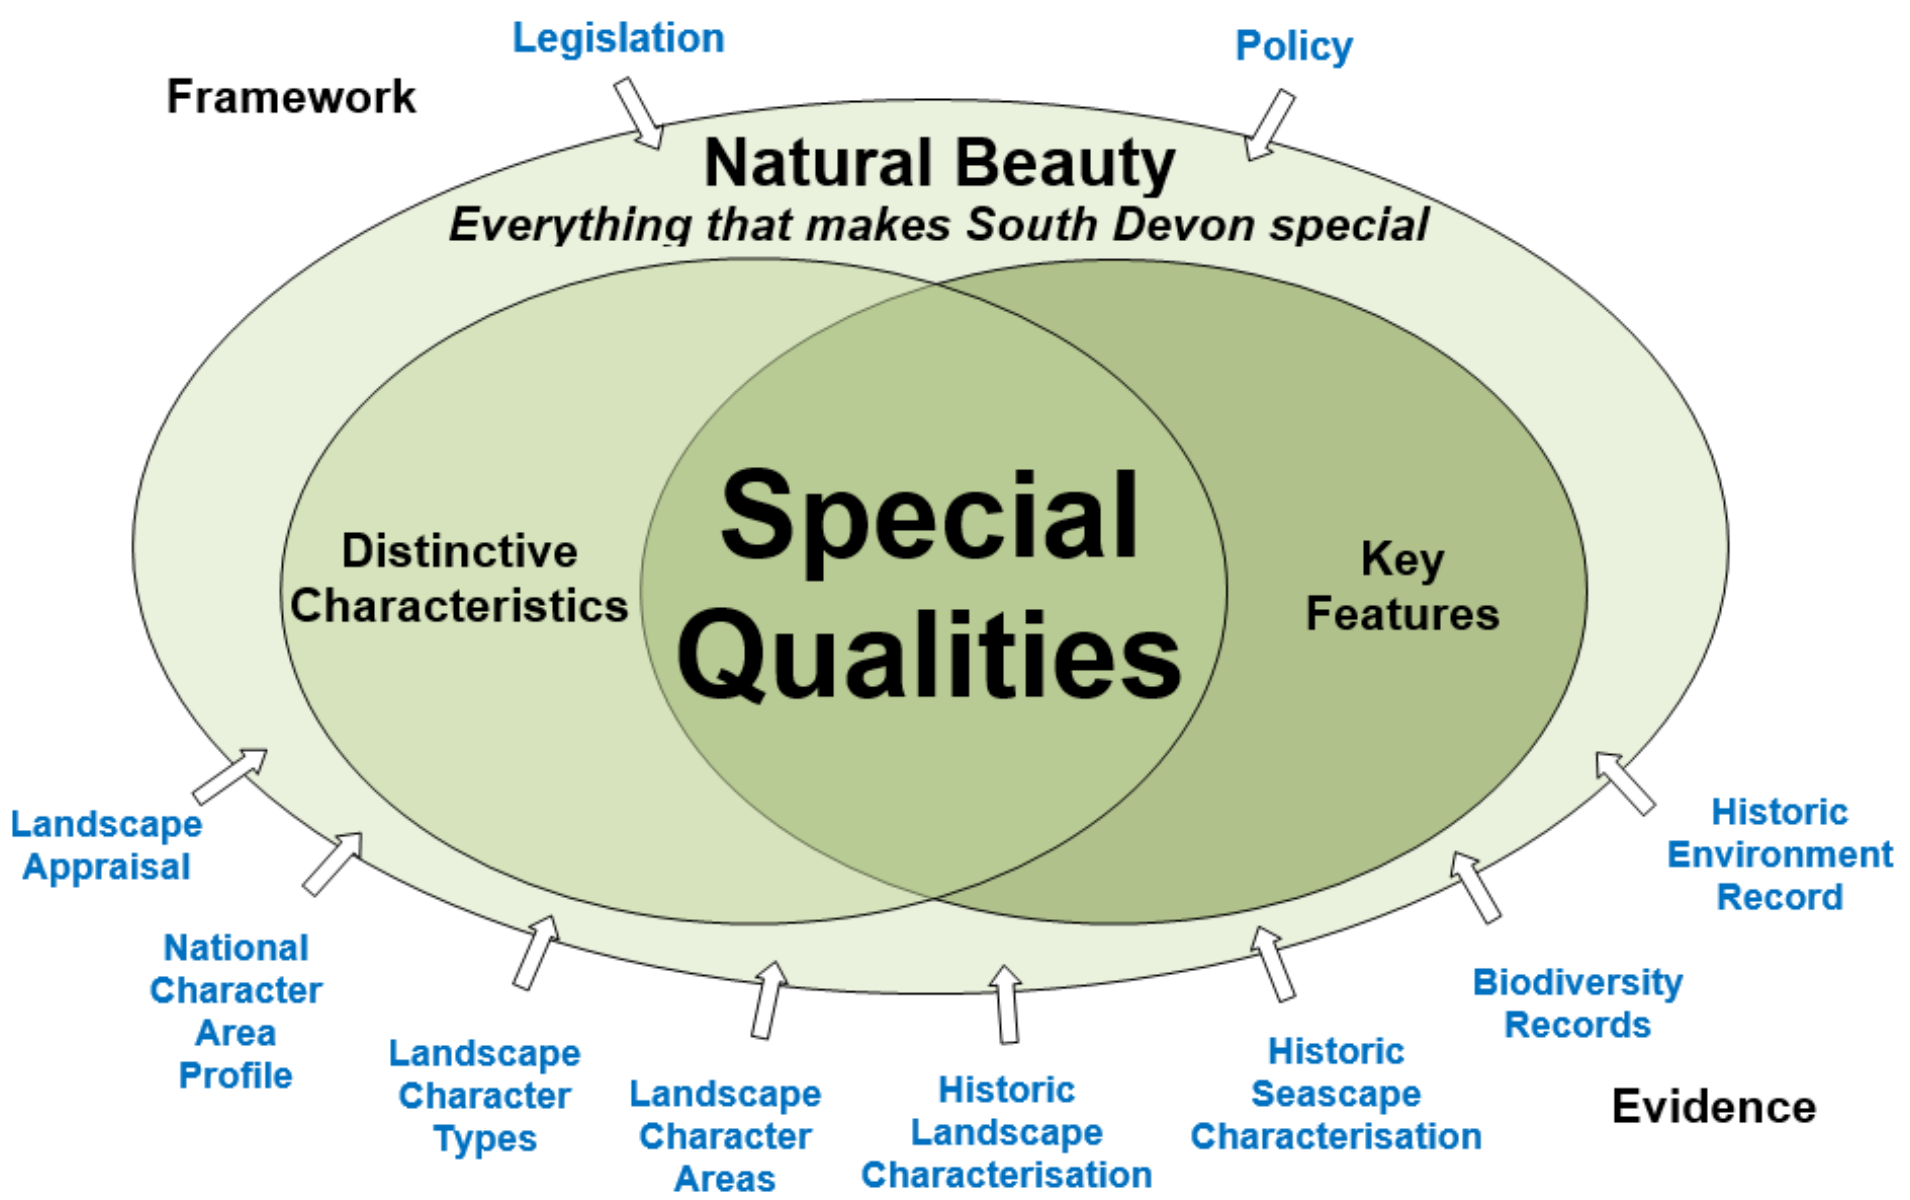 Legislation
Policy
Framework
Natural Beauty
Everything that makes South Devon special
Distinctive
Characteristics
Special
Qualities
Key
Features
Landscape
Appraisal
National
Character
Area
Profile
Landscape
Character
Types
Landscape
Character
Areas
Historic
Landscape
Characterisation
Historic
Seascape
Characterisation
Biodiversity
Records
Historic
Environment
Record
Evidence